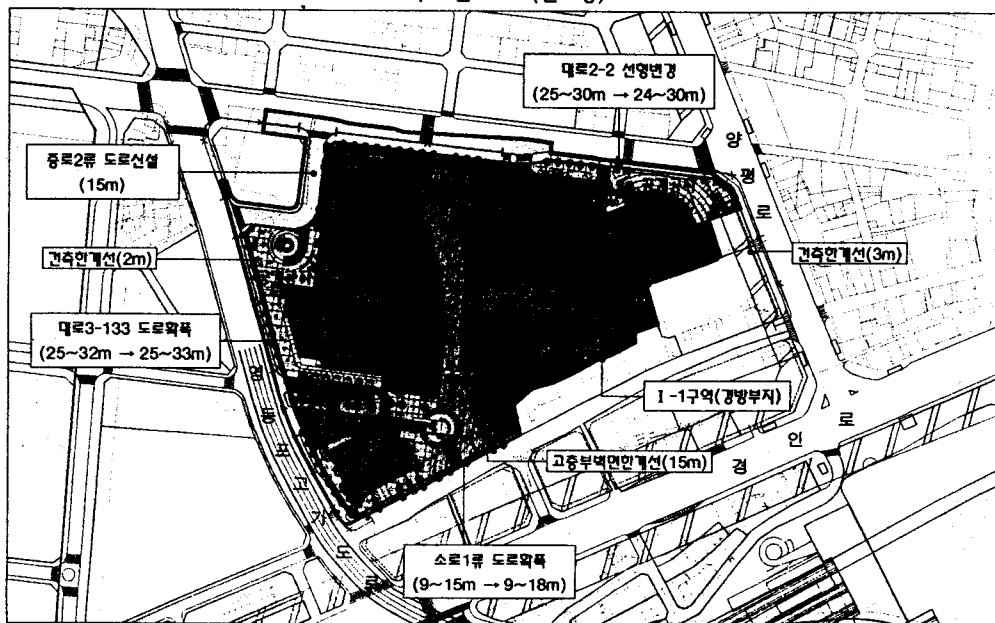 대로2-2 선형변경
(25~30m → 24~30m)
양평로
중로2류 도로신설
(15m)
건축한계선(2m)
건축한계선(3m)
대로3-133 도로확폭
(25~32m → 25~33m)
Ⅰ-1구역(경방부지)
영등포고가도로
고층부벽면한계선(15m)
경인로
소로1류 도로확폭
(9~15m → 9~18m)